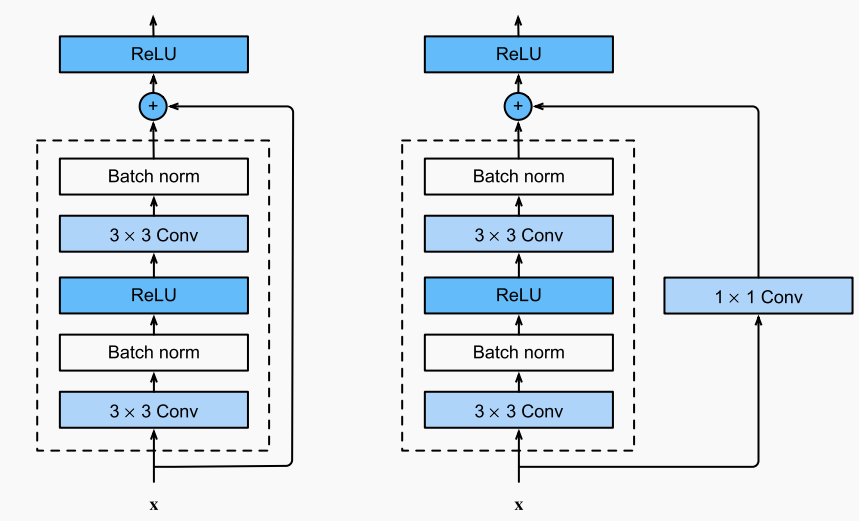 ReLU
+
Batch norm
3 × 3 Conv
ReLU
Batch norm
3 × 3 Conv
x
ReLU
+
Batch norm
3 × 3 Conv
ReLU
Batch norm
3 × 3 Conv
x
1 × 1 Conv